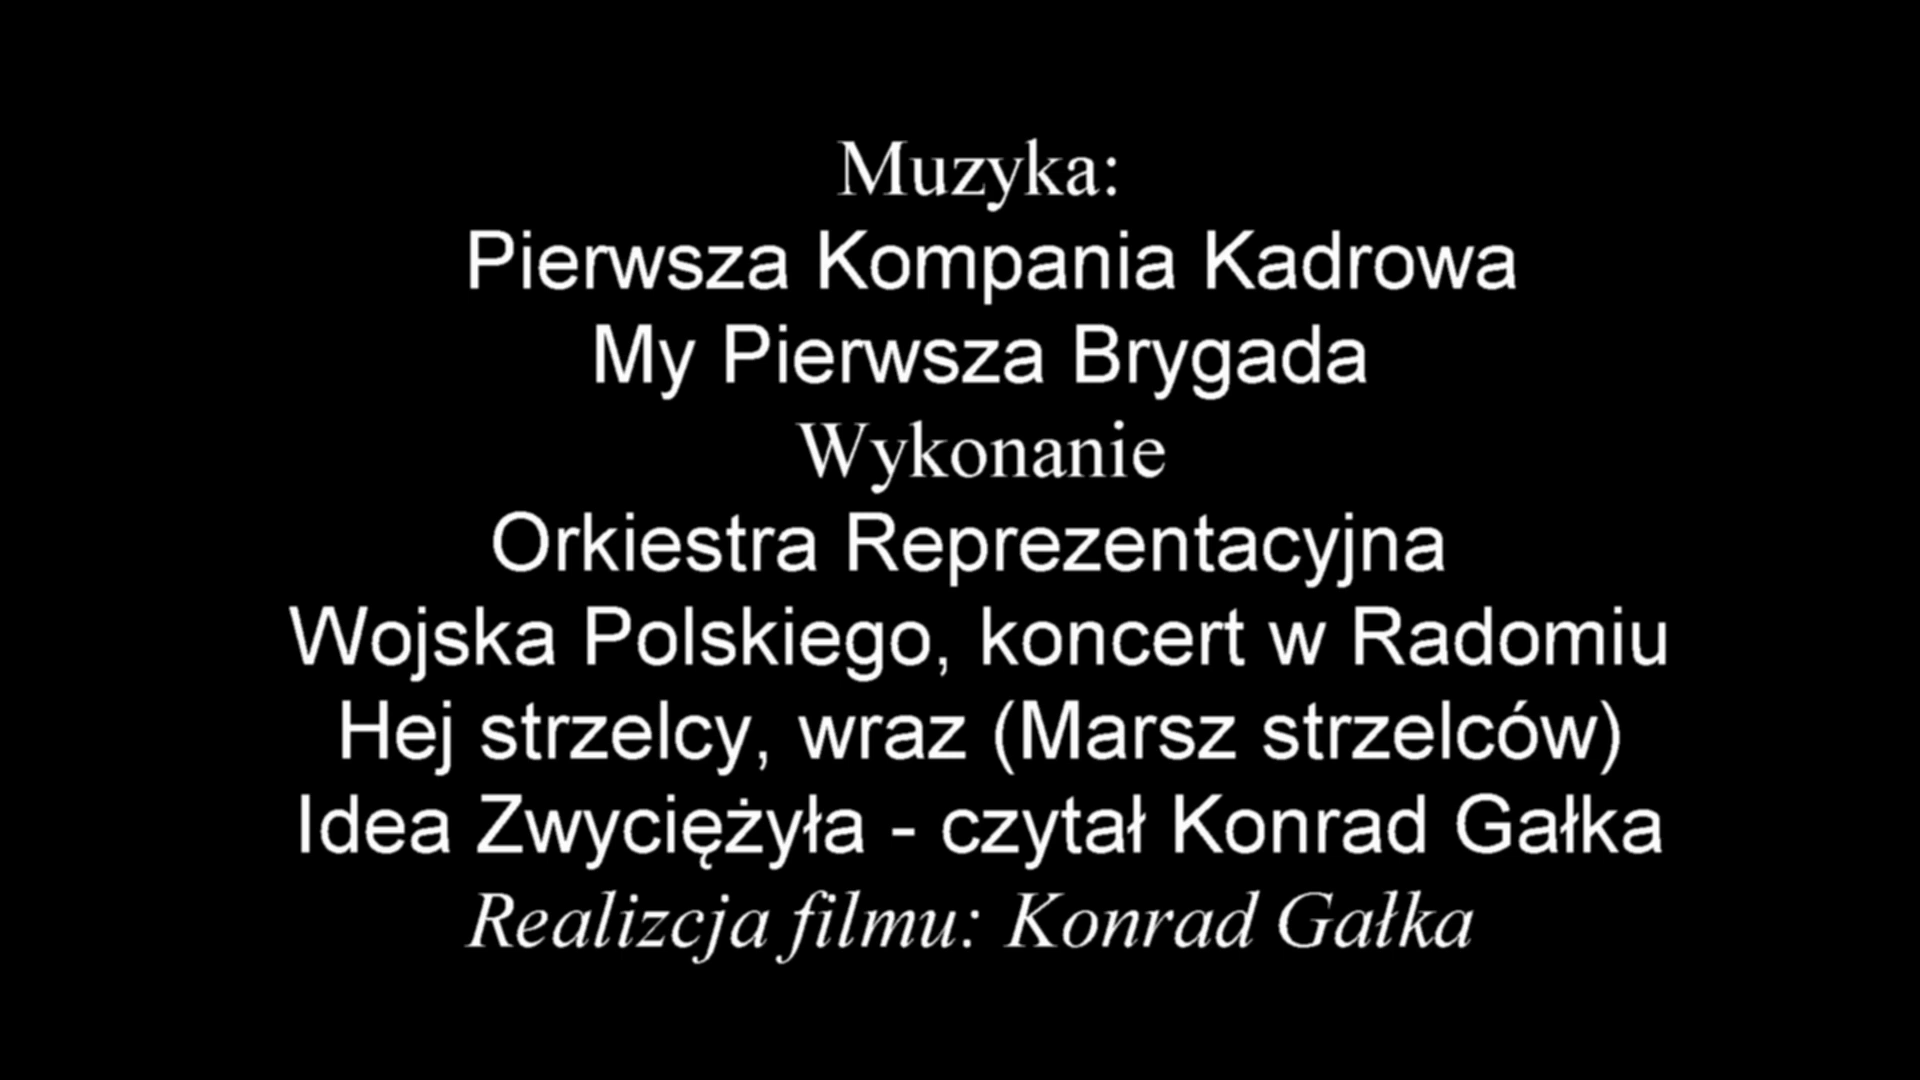 Muzyka:
Pierwsza Kompania Kadrowa
My Pierwsza Brygada
Wykonanie
Orkiestra Reprezentacyjna
Wojska Polskiego, koncert w Radomiu
Hej strzelcy, wraz (Marsz strzelców)
Idea Zwyciężyła - czytał Konrad Gałka
Realizcja filmu: Konrad Gałka